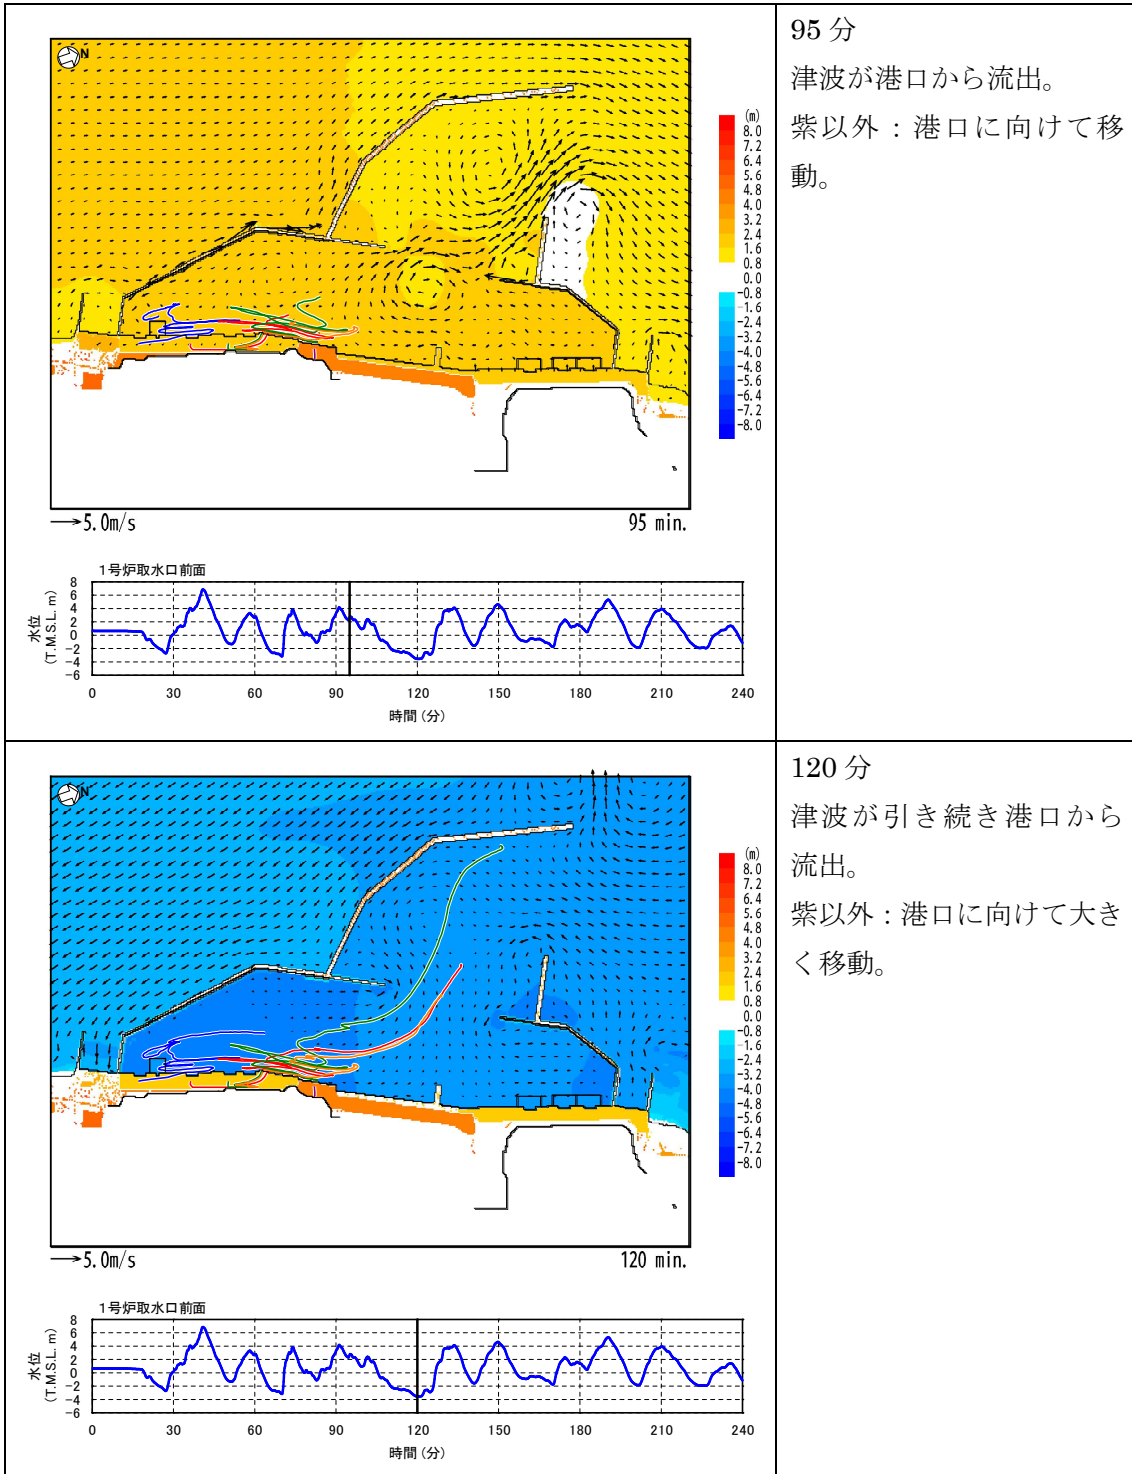 95 分
津波が港口から流出。
紫以外：港口に向けて移
動。
N
(m)
8.0
7.2
6.4
5.6
4.8
4.0
3.2
2.4
1.6
0.8
0.0
-0.8
-1.6
-2.4
-3.2
-4.0
-4.8
-5.6
-6.4
-7.2
-8.0
5.0m/s
95 min.
1号炉取水口前面
水位
(T.M.S.L. m)
8
6
4
2
0
-2
-4
-6
0 30 60 90 120 150 180 210 240
時間(分)
120 分
津波が引き続き港口から
流出。
紫以外：港口に向けて大き
く移動。
N
(m)
8.0
7.2
6.4
5.6
4.8
4.0
3.2
2.4
1.6
0.8
0.0
-0.8
-1.6
-2.4
-3.2
-4.0
-4.8
-5.6
-6.4
-7.2
-8.0
5.0m/s
120 min.
1号炉取水口前面
水位
(T.M.S.L. m)
8
6
4
2
0
-2
-4
-6
0 30 60 90 120 150 180 210 240
時間(分)